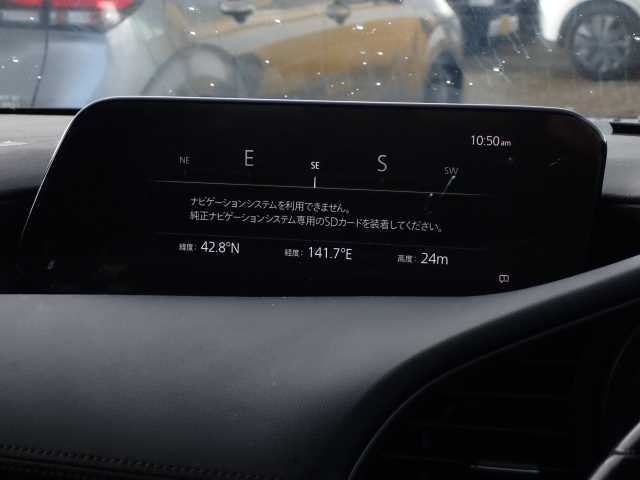 10:50am
NE E SE S SW
ナビゲーションシステムを利用できません。
純正ナビゲーションシステム専用のSDカードを装着してください。
緯度: 42.8°N 経度: 141.7°E 高度: 24m